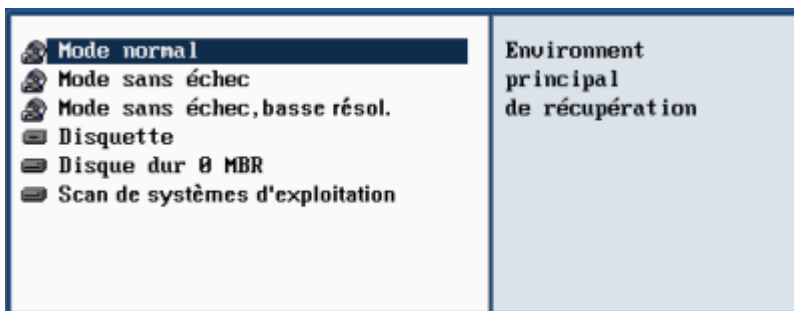 Mode normal
Mode sans échec
Mode sans échec,basse résol.
Disquette
Disque dur 0 MBR
Scan de systèmes d'exploitation
Environnent
principal
de récupération